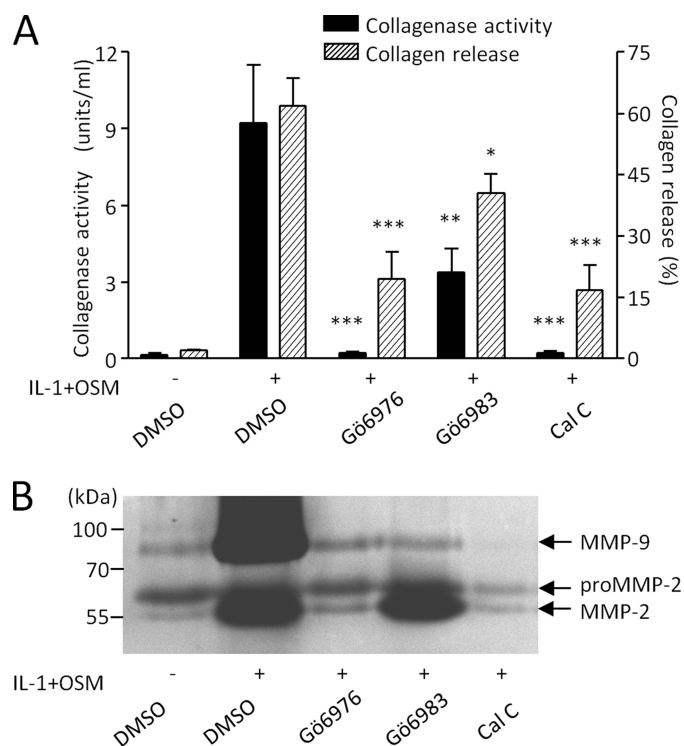 A
Collagenase activity
Collagen release
Collagenase activity (units/ml)
12
9
6
3
0
75
60
45
30
15
0
Collagen release (%)
***
***
**
*
***
***
IL-1+OSM - + + + +
DMSO DMSO Gö6976 Gö6983 Cal C
B
(kDa)
100
70
55
MMP-9
proMMP-2
MMP-2
IL-1+OSM - + + + +
DMSO DMSO Gö6976 Gö6983 Cal C